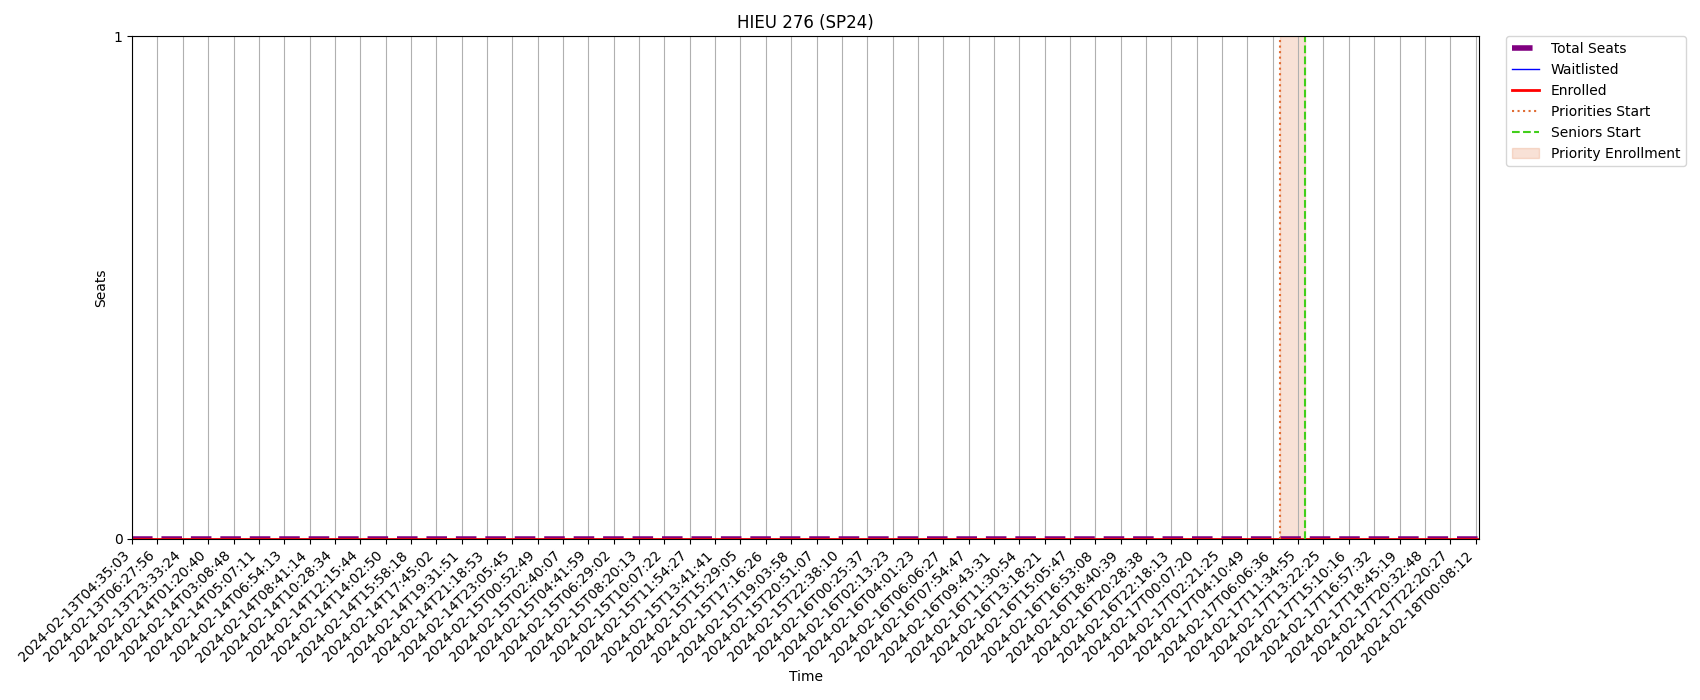 HIEU 276 (SP24)
1
0
Seats
Total Seats
Waitlisted
Enrolled
Priorities Start
Seniors Start
Priority Enrollment
2024-02-13T04:35:03
2024-02-13T06:27:56
2024-02-13T23:33:24
2024-02-14T01:20:40
2024-02-14T03:08:48
2024-02-14T05:07:11
2024-02-14T06:54:13
2024-02-14T08:41:14
2024-02-14T10:28:34
2024-02-14T12:15:44
2024-02-14T14:02:50
2024-02-14T15:58:18
2024-02-14T17:45:02
2024-02-14T19:31:51
2024-02-14T21:18:53
2024-02-14T23:05:45
2024-02-15T00:52:49
2024-02-15T02:40:07
2024-02-15T04:41:59
2024-02-15T06:29:02
2024-02-15T08:20:13
2024-02-15T10:07:22
2024-02-15T11:54:27
2024-02-15T13:41:41
2024-02-15T15:29:05
2024-02-15T17:16:26
2024-02-15T19:03:58
2024-02-15T20:51:07
2024-02-15T22:38:10
2024-02-16T00:25:37
2024-02-16T02:13:23
2024-02-16T04:01:23
2024-02-16T06:06:27
2024-02-16T07:54:47
2024-02-16T09:43:31
2024-02-16T11:30:54
2024-02-16T13:18:21
2024-02-16T15:05:47
2024-02-16T16:53:08
2024-02-16T18:40:39
2024-02-16T20:28:38
2024-02-16T22:18:13
2024-02-17T00:07:20
2024-02-17T02:21:25
2024-02-17T04:10:49
2024-02-17T06:06:36
2024-02-17T11:34:55
2024-02-17T13:22:25
2024-02-17T15:10:16
2024-02-17T16:57:32
2024-02-17T18:45:19
2024-02-17T20:32:48
2024-02-17T22:20:27
2024-02-18T00:08:12
Time